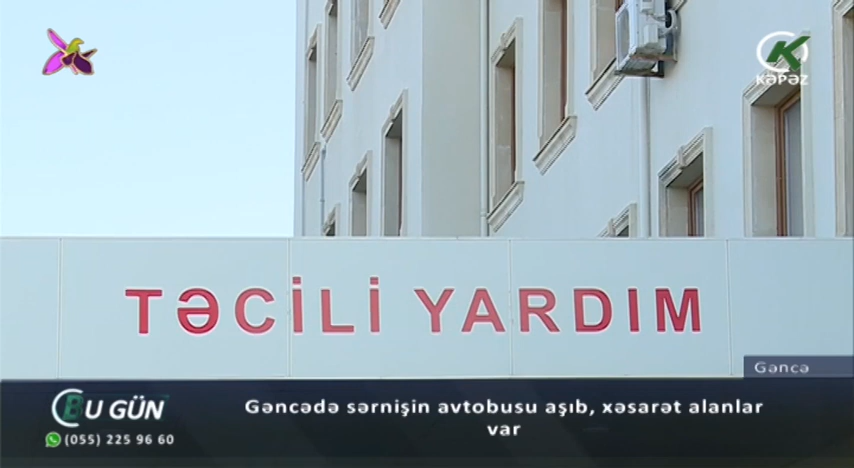 KƏPƏZ
TƏCİLİ YARDIM
Gəncə
BU GÜN
(055) 225 96 60
Gəncədə sərnişin avtobusu aşıb, xəsarət alanlar
var